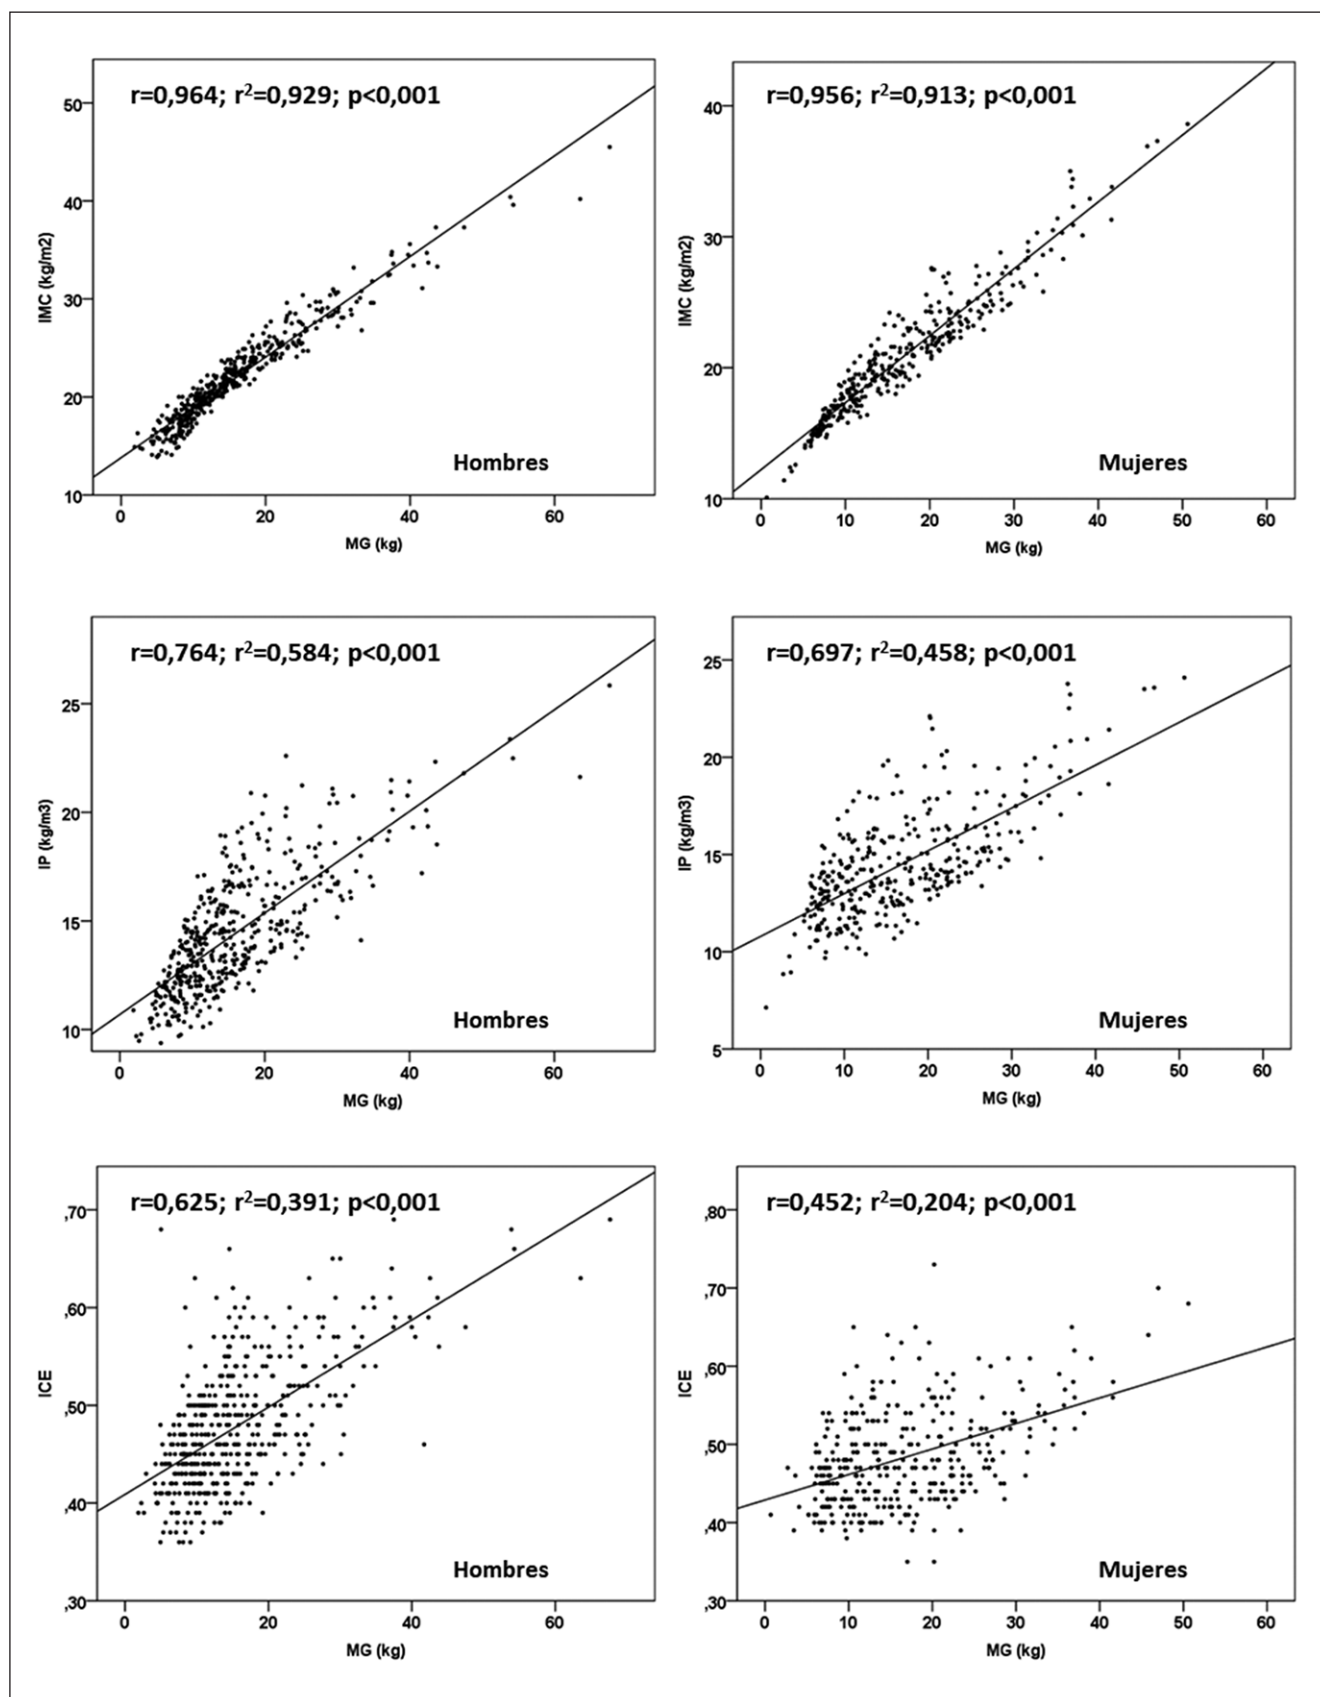 r=0,964; r²=0,929; p<0,001
50
40
30
20
10
IMC (kg/m2)
Hombres
0 20 40 60
MG (kg)
r=0,956; r²=0,913; p<0,001
40
30
20
10
IMC (kg/m2)
Mujeres
0 10 20 30 40 50 60
MG (kg)
r=0,764; r²=0,584; p<0,001
25
20
15
10
IP (kg/m3)
Hombres
0 20 40 60
MG (kg)
r=0,697; r²=0,458; p<0,001
25
20
15
10
5
IP (kg/m3)
Mujeres
0 10 20 30 40 50 60
MG (kg)
r=0,625; r²=0,391; p<0,001
,70
,60
,50
,40
,30
ICE
Hombres
0 20 40 60
MG (kg)
r=0,452; r²=0,204; p<0,001
,80
,70
,60
,50
,40
,30
ICE
Mujeres
0 10 20 30 40 50 60
MG (kg)